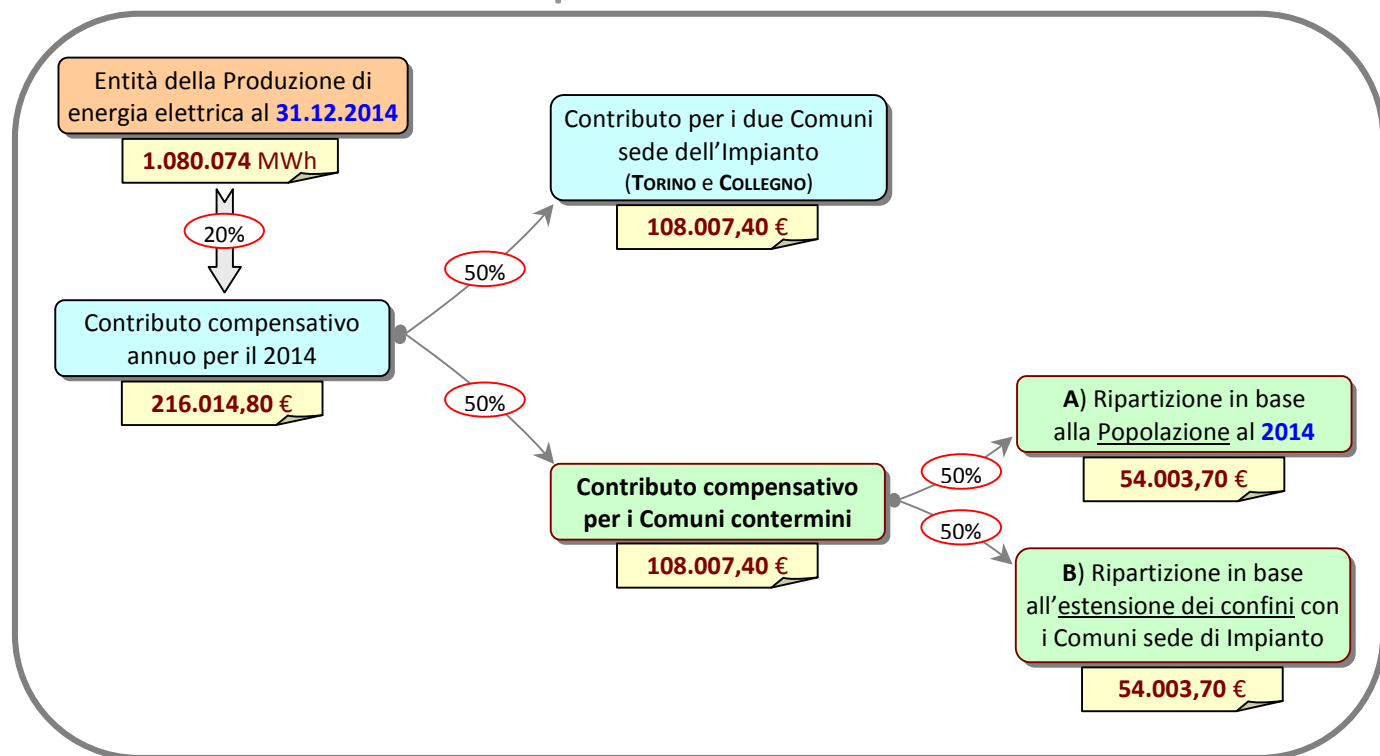 Entità della Produzione di
energia elettrica al 31.12.2014
1.080.074 MWh
20%
Contributo compensativo
annuo per il 2014
216.014,80 €
50%
Contributo per i due Comuni
sede dell’Impianto
(TORINO e COLLEGNO)
108.007,40 €
50%
Contributo compensativo
per i Comuni contermini
108.007,40 €
50%
A) Ripartizione in base
alla Popolazione al 2014
54.003,70 €
50%
B) Ripartizione in base
all’estensione dei confini con
i Comuni sede di Impianto
54.003,70 €